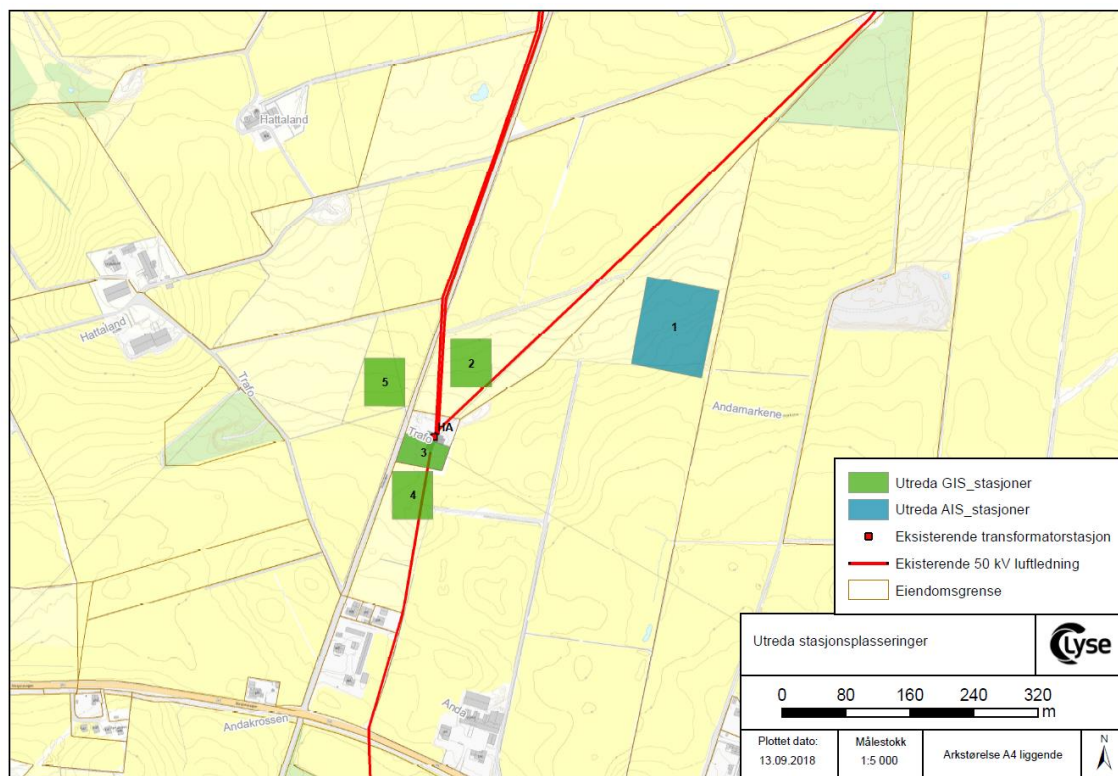 Hattaland
Hattaland
Trafo
1
2
5
HA
Trafo
3
4
Andamarkene
Anda
Andakrossen
Utreda GIS_stasjoner
Utreda AIS_stasjoner
Eksisterende transformatorstasjon
Ekisterende 50 kV luftledning
Eiendomsgrense
Utreda stasjonsplasseringer
Lyse
0 80 160 240 320
m
Plottet dato:
13.09.2018
Målestokk
1:5 000
Arkstørelse A4 liggende
N